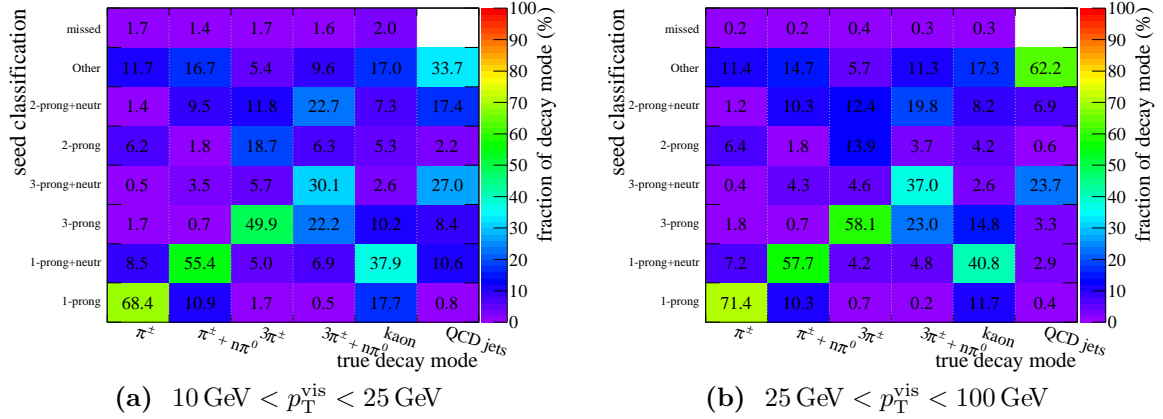 seed classification
missed 1.7 1.4 1.7 1.6 2.0
Other 11.7 16.7 5.4 9.6 17.0 33.7
2-prong+neutr 1.4 9.5 11.8 22.7 7.3 17.4
2-prong 6.2 1.8 18.7 6.3 5.3 2.2
3-prong+neutr 0.5 3.5 5.7 30.1 2.6 27.0
3-prong 1.7 0.7 49.9 22.2 10.2 8.4
1-prong+neutr 8.5 55.4 5.0 6.9 37.9 10.6
1-prong 68.4 10.9 1.7 0.5 17.7 0.8
π± π± + nπ⁰ 3π± 3π± + nπ⁰ kaon QCD jets
true decay mode
100
90
80
70
60
50
40
30
20
10
0
fraction of decay mode (%)
(a) 10 GeV < p_T^vis < 25 GeV
seed classification
missed 0.2 0.2 0.4 0.3 0.3
Other 11.4 14.7 5.7 11.3 17.3 62.2
2-prong+neutr 1.2 10.3 12.4 19.8 8.2 6.9
2-prong 6.4 1.8 13.9 3.7 4.2 0.6
3-prong+neutr 0.4 4.3 4.6 37.0 2.6 23.7
3-prong 1.8 0.7 58.1 23.0 14.8 3.3
1-prong+neutr 7.2 57.7 4.2 4.8 40.8 2.9
1-prong 71.4 10.3 0.7 0.2 11.7 0.4
π± π± + nπ⁰ 3π± 3π± + nπ⁰ kaon QCD jets
true decay mode
100
90
80
70
60
50
40
30
20
10
0
fraction of decay mode (%)
(b) 25 GeV < p_T^vis < 100 GeV